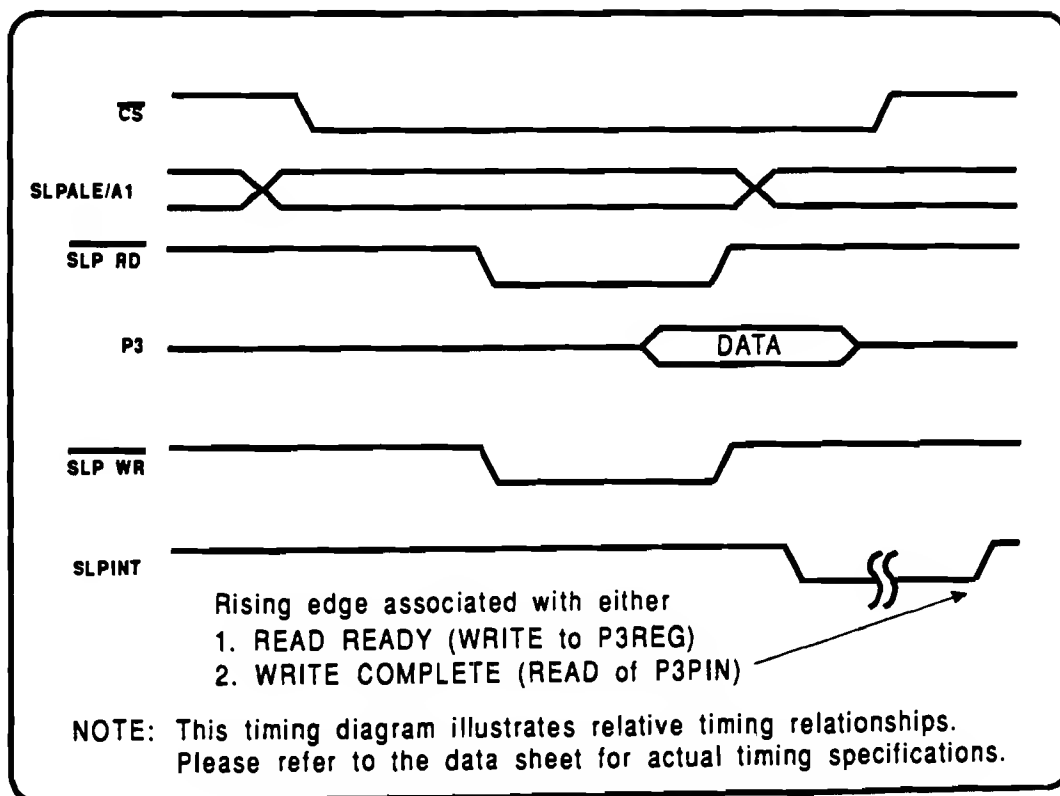 CS
SLPALE/A1
SLP RD
P3
DATA
SLP WR
SLPINT
Rising edge associated with either
1. READ READY (WRITE to P3REG)
2. WRITE COMPLETE (READ of P3PIN)
NOTE: This timing diagram illustrates relative timing relationships.
Please refer to the data sheet for actual timing specifications.